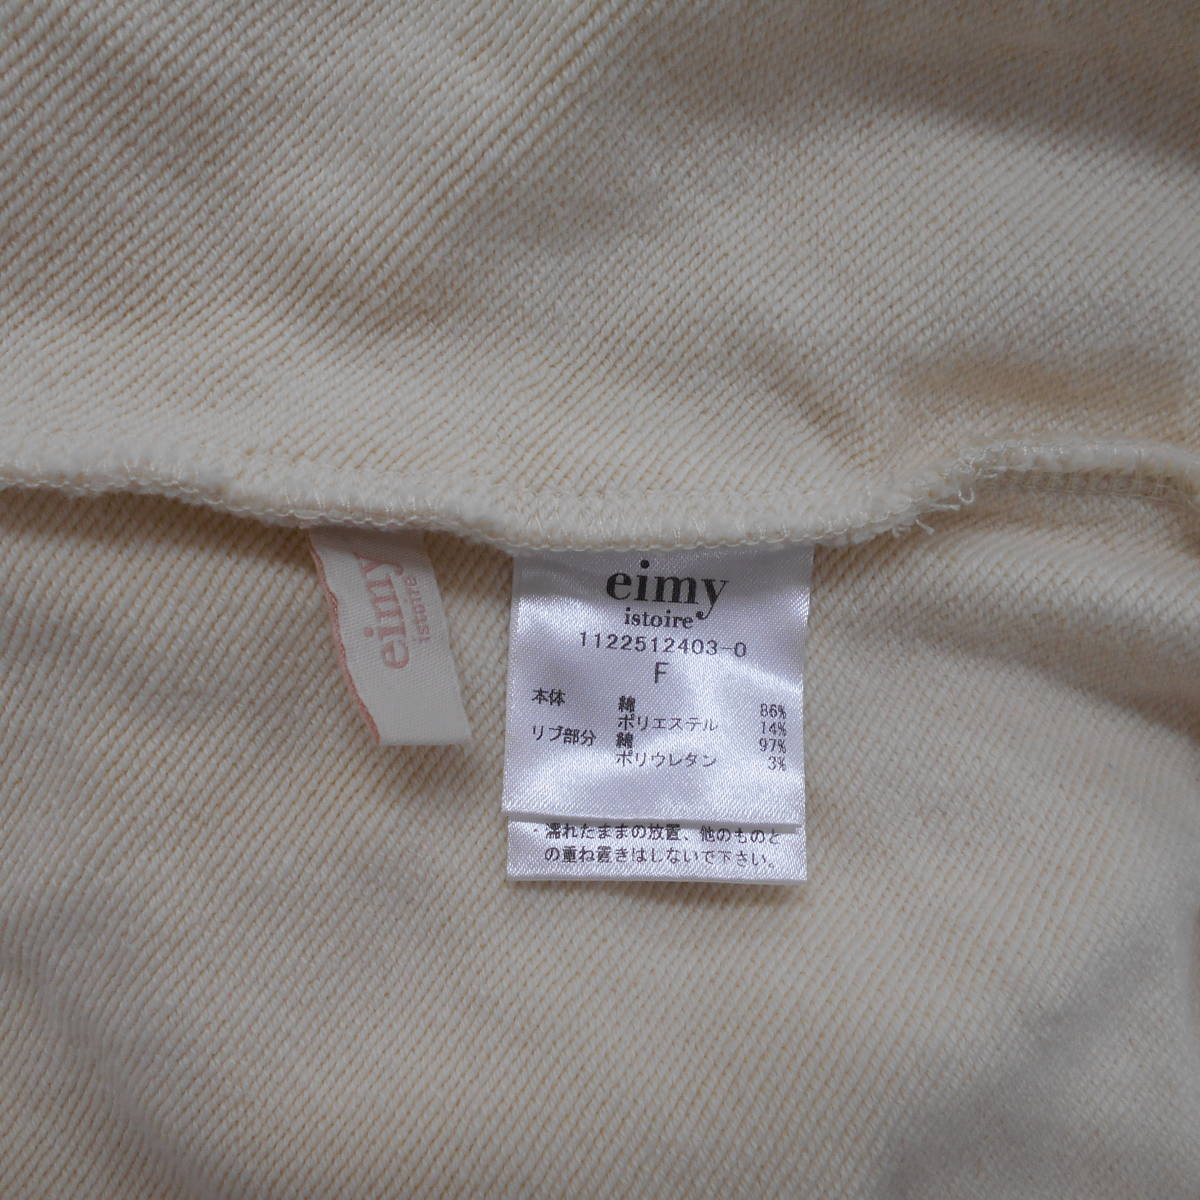 eimy
istoire
eimy
istoire
1122512403-0
F
本体 綿 86%
ポリエステル 14%
リブ部分 綿 97%
ポリウレタン 3%
・濡れたままの放置、他のものと
の重ね置きはしないで下さい。